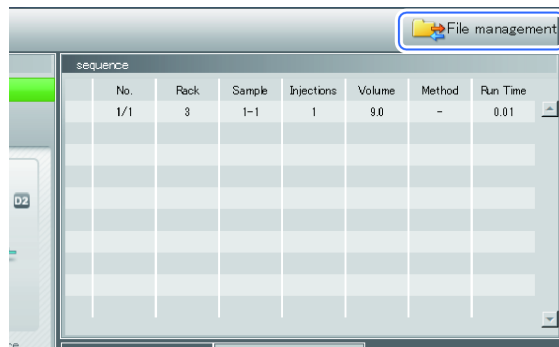 File management
sequence
No. Rack Sample Injections Volume Method Run Time
1/1 3 1-1 1 9.0 - 0.01
D2